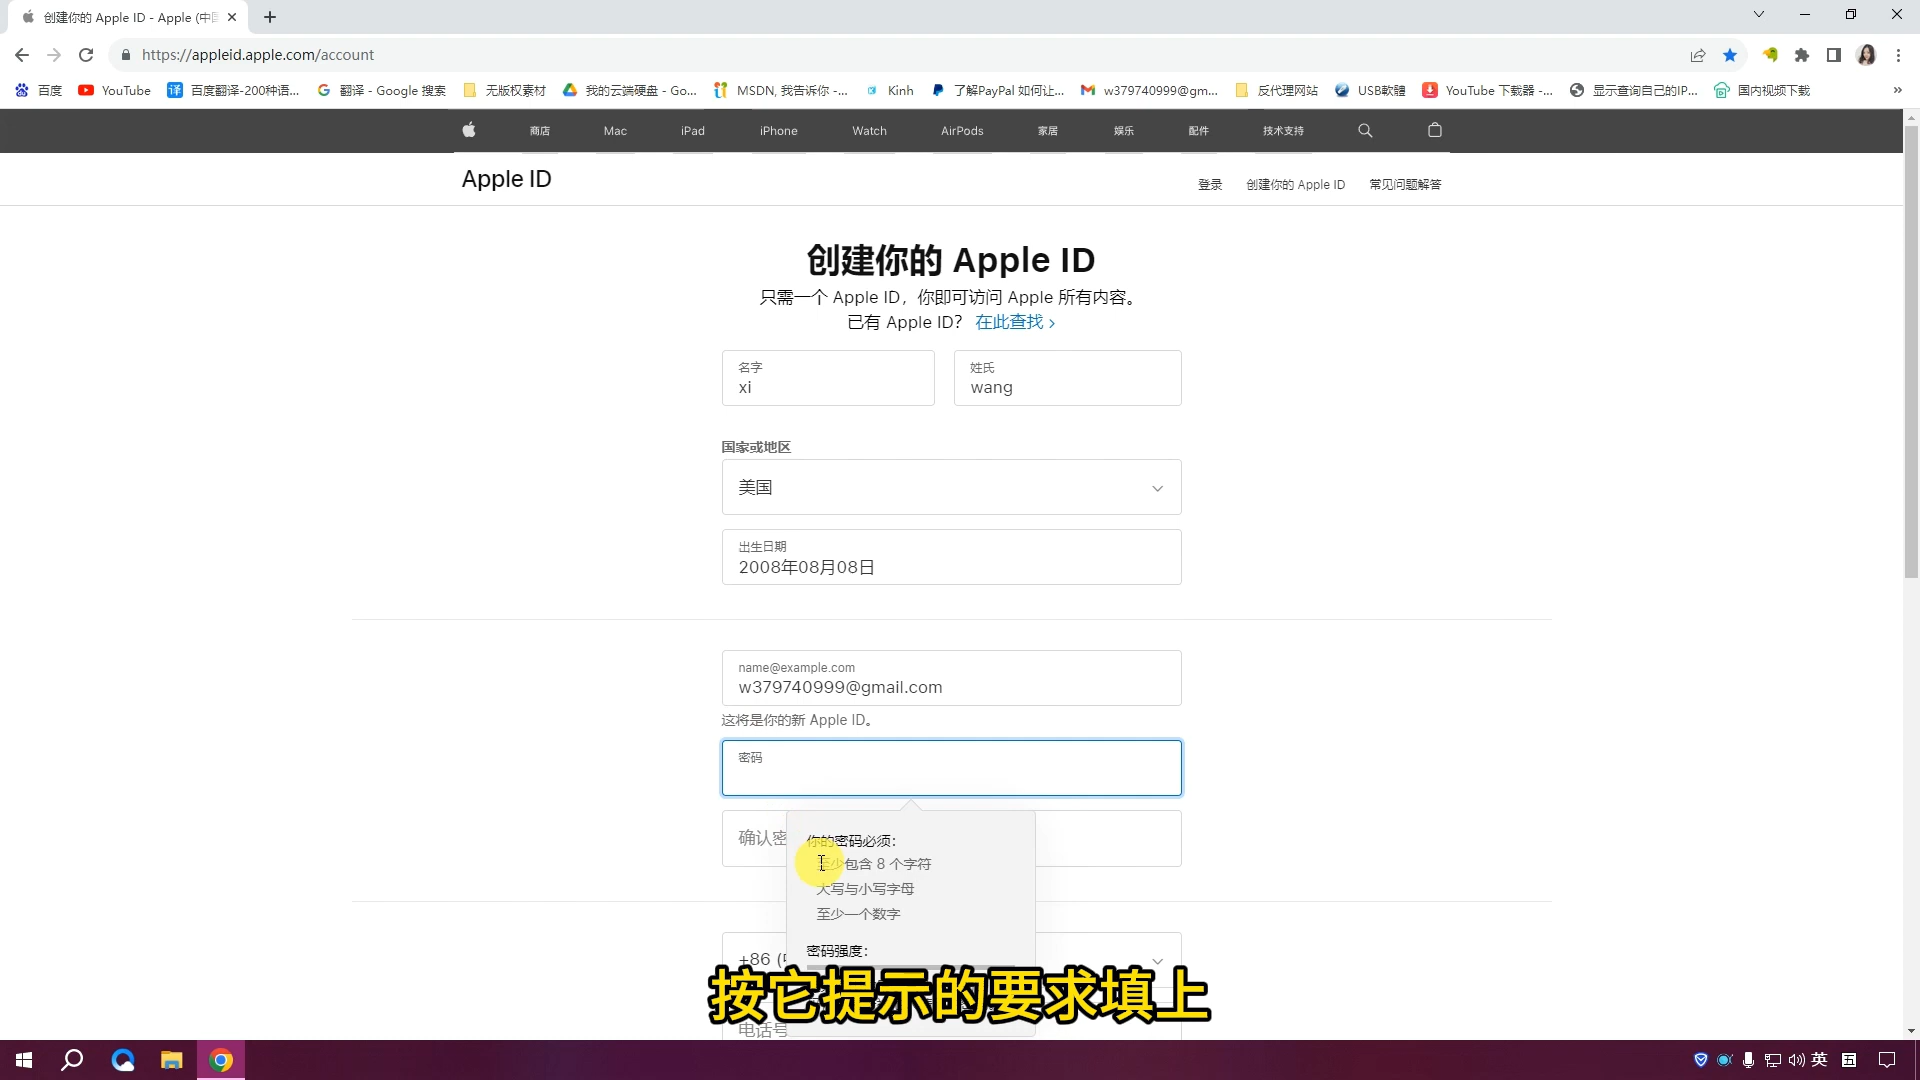 创建你的 Apple ID - Apple (中国
https://appleid.apple.com/account
百度
YouTube
百度翻译-200种语...
翻译 - Google 搜索
无版权素材
我的云端硬盘 - Go...
MSDN, 我告诉你 -...
Kinh
了解PayPal 如何让...
w379740999@gm...
反代理网站
USB軟體
YouTube 下载器 -...
显示查询自己的IP...
国内视频下载
»
商店
Mac
iPad
iPhone
Watch
AirPods
家居
娱乐
配件
技术支持
Apple ID
登录
创建你的 Apple ID
常见问题解答
创建你的 Apple ID
只需一个 Apple ID，你即可访问 Apple 所有内容。
已有 Apple ID? 在此查找 >
名字
xi
姓氏
wang
国家或地区
美国
出生日期
2008年08月08日
name@example.com
w379740999@gmail.com
这将是你的新 Apple ID。
密码
确认密
你的密码必须：
至少包含 8 个字符
大写与小写字母
至少一个数字
密码强度：
+86 (
按它提示的要求填上
电话号
英
五